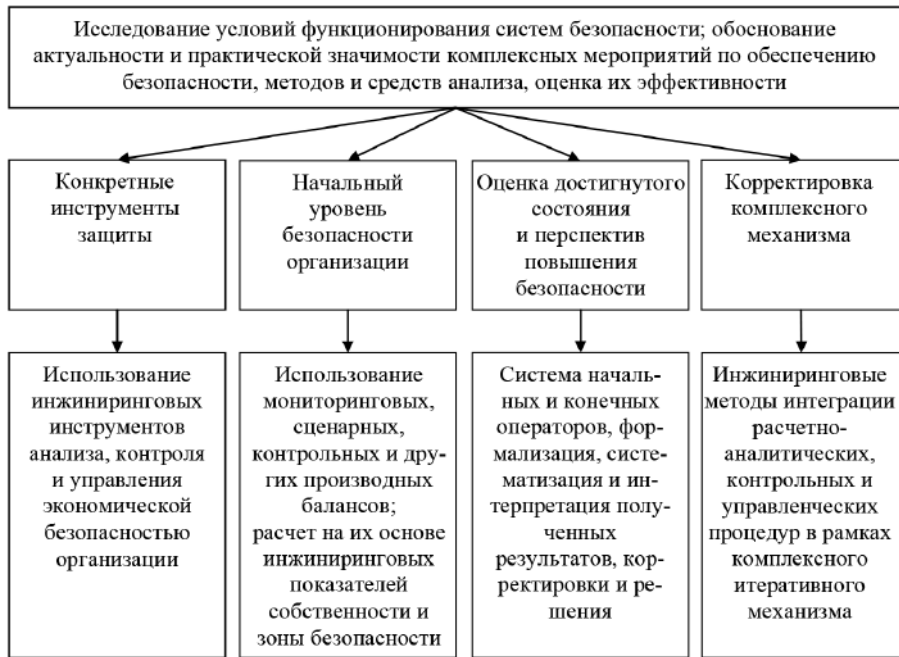 Исследование условий функционирования систем безопасности; обоснование
актуальности и практической значимости комплексных мероприятий по обеспечению
безопасности, методов и средств анализа, оценка их эффективности
Конкретные
инструменты
защиты
Начальный
уровень
безопасности
организации
Оценка достигнутого
состояния
и перспектив
повышения
безопасности
Корректировка
комплексного
механизма
Использование
инжиниринговых
инструментов
анализа, контроля
и управления
экономической
безопасностью
организации
Использование
мониторинговых,
сценарных,
контрольных и дру-
гих производных
балансов;
расчет на их основе
инжиниринговых
показателей
собственности и
зоны безопасности
Система началь-
ных и конечных
операторов, фор-
мализация, систе-
матизация и ин-
терпретация полу-
ченных
результатов, кор-
ректировки и ре-
шения
Инжиниринговые
методы интеграции
расчетно-
аналитических,
контрольных и
управленческих
процедур в рамках
комплексного
итеративного
механизма